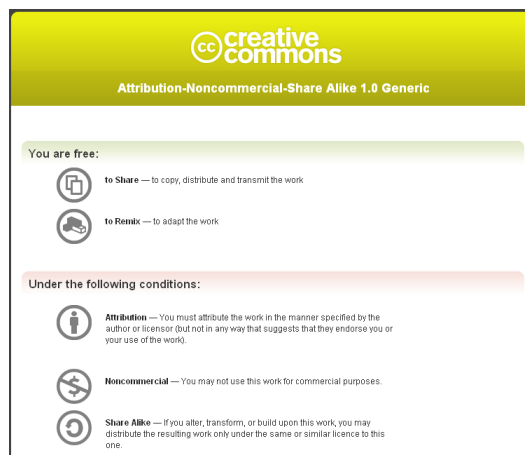 cc creative
commons
Attribution-Noncommercial-Share Alike 1.0 Generic
You are free:
to Share — to copy, distribute and transmit the work
to Remix — to adapt the work
Under the following conditions:
Attribution — You must attribute the work in the manner specified by the
author or licensor (but not in any way that suggests that they endorse you or
your use of the work).
Noncommercial — You may not use this work for commercial purposes.
Share Alike — If you alter, transform, or build upon this work, you may
distribute the resulting work only under the same or similar licence to this
one.